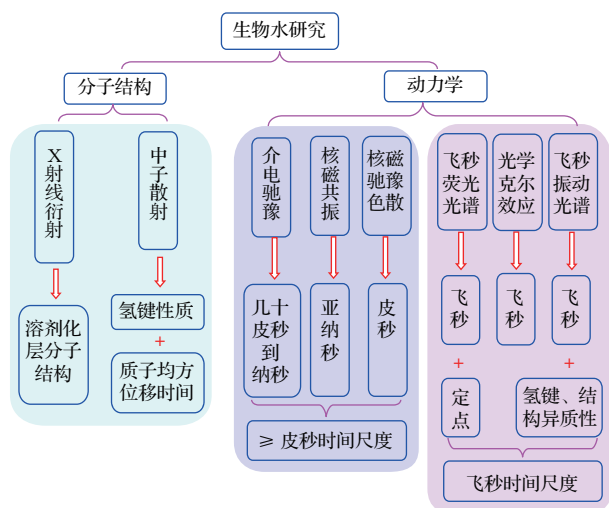 生物水研究
分子结构
动力学
X
射
线
衍
射
中
子
散
射
介
电
驰
豫
核
磁
共
振
核磁
驰豫
色散
飞秒
荧光
光谱
光学
克尔
效应
飞秒
振动
光谱
溶剂化
层分子
结构
氢键性质
+
质子均方
位移时间
几十
皮秒
到
纳秒
亚
纳
秒
皮
秒
≥ 皮秒时间尺度
飞
秒
飞
秒
飞
秒
+
+
定
点
氢键、结
构异质性
飞秒时间尺度